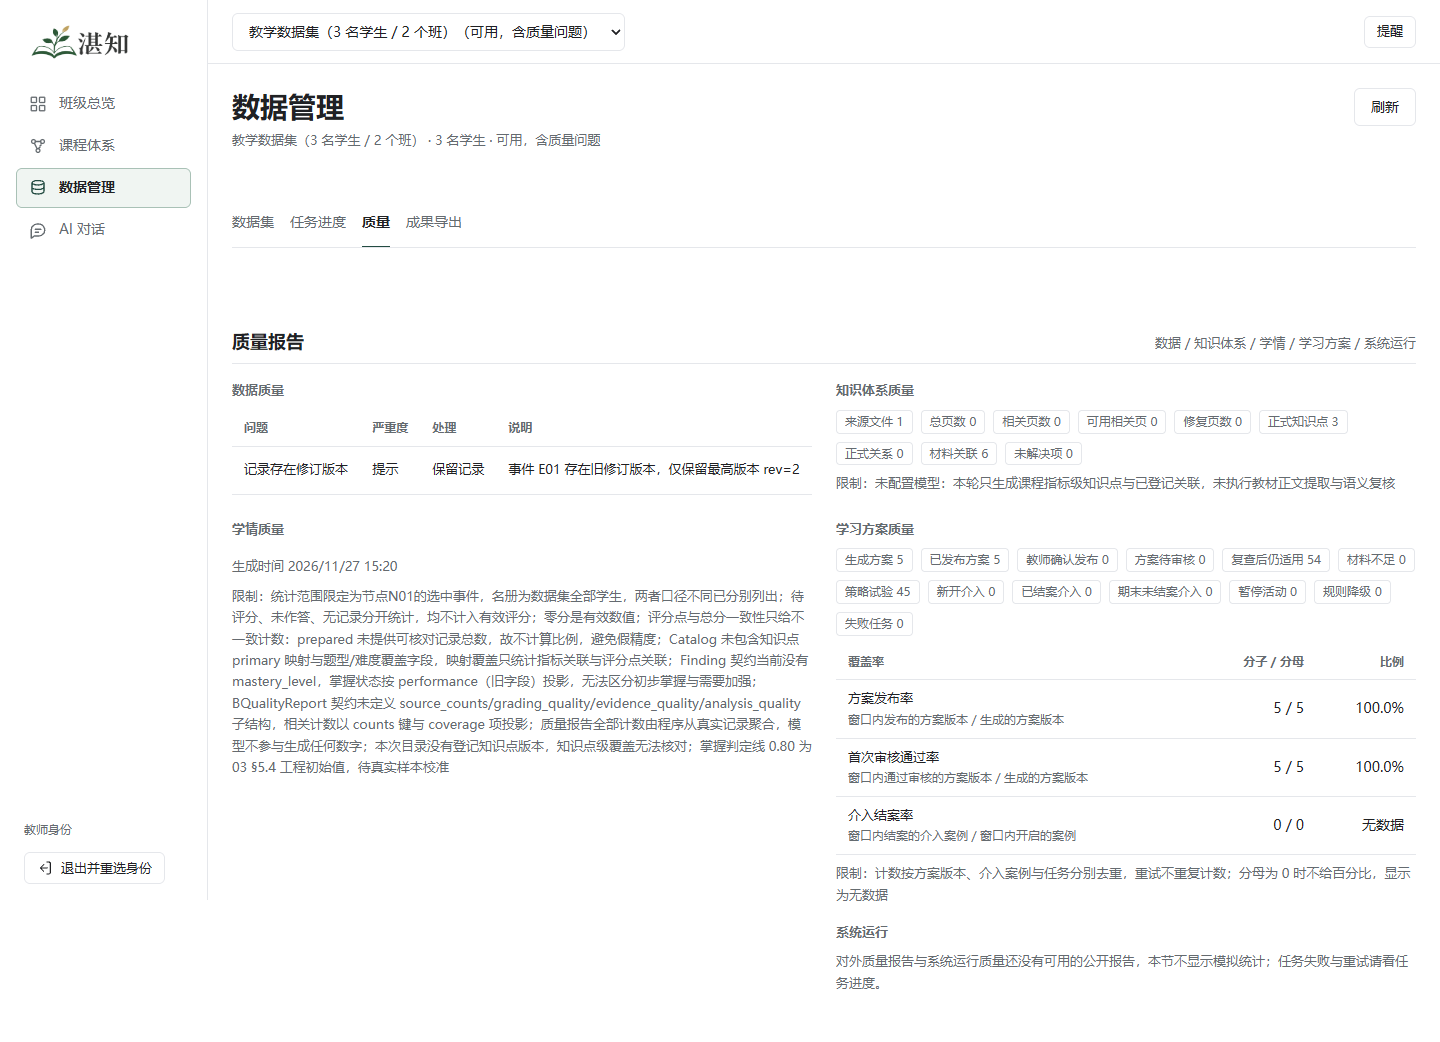 湛知
班级总览
课程体系
数据管理
AI 对话
教师身份
退出并重选身份
教学数据集（3 名学生 / 2 个班）（可用，含质量问题）
提醒
数据管理
刷新
教学数据集（3 名学生 / 2 个班） · 3 名学生 · 可用，含质量问题
数据集 任务进度 质量 成果导出
质量报告
数据 / 知识体系 / 学情 / 学习方案 / 系统运行
数据质量
问题 严重度 处理 说明
记录存在修订版本 提示 保留记录 事件 E01 存在旧修订版本，仅保留最高版本 rev=2
学情质量
生成时间 2026/11/27 15:20
限制：统计范围限定为节点N01的选中事件，名册为数据集全部学生，两者口径不同已分别列出；待
评分、未作答、无记录分开统计，均不计入有效评分；零分是有效数值；评分点与总分一致性只给不
一致计数：prepared 未提供可核对记录总数，故不计算比例，避免假精度；Catalog 未包含知识点
primary 映射与题型/难度覆盖字段，映射覆盖只统计指标关联与评分点关联；Finding 契约当前没有
mastery_level，掌握状态按 performance（旧字段）投影，无法区分初步掌握与需要加强；
BQualityReport 契约未定义 source_counts/grading_quality/evidence_quality/analysis_quality
子结构，相关计数以 counts 键与 coverage 项投影；质量报告全部计数由程序从真实记录聚合，模
型不参与生成任何数字；本次目录没有登记知识点版本，知识点级覆盖无法核对；掌握判定线 0.80 为
03 §5.4 工程初始值，待真实样本校准
知识体系质量
来源文件 1 总页数 0 相关页数 0 可用相关页 0 修复页数 0 正式知识点 3
正式关系 0 材料关联 6 未解决项 0
限制：未配置模型：本轮只生成课程指标级知识点与已登记关联，未执行教材正文提取与语义复核
学习方案质量
生成方案 5 已发布方案 5 教师确认发布 0 方案待审核 0 复查后仍适用 54 材料不足 0
策略试验 45 新开介入 0 已结案介入 0 期末未结案介入 0 暂停活动 0 规则降级 0
失败任务 0
覆盖率 分子 / 分母 比例
方案发布率 5 / 5 100.0%
窗口内发布的方案版本 / 生成的方案版本
首次审核通过率 5 / 5 100.0%
窗口内通过审核的方案版本 / 生成的方案版本
介入结案率 0 / 0 无数据
窗口内结案的介入案例 / 窗口内开启的案例
限制：计数按方案版本、介入案例与任务分别去重，重试不重复计数；分母为 0 时不给百分比，显示
为无数据
系统运行
对外质量报告与系统运行质量还没有可用的公开报告，本节不显示模拟统计；任务失败与重试请看任
务进度。